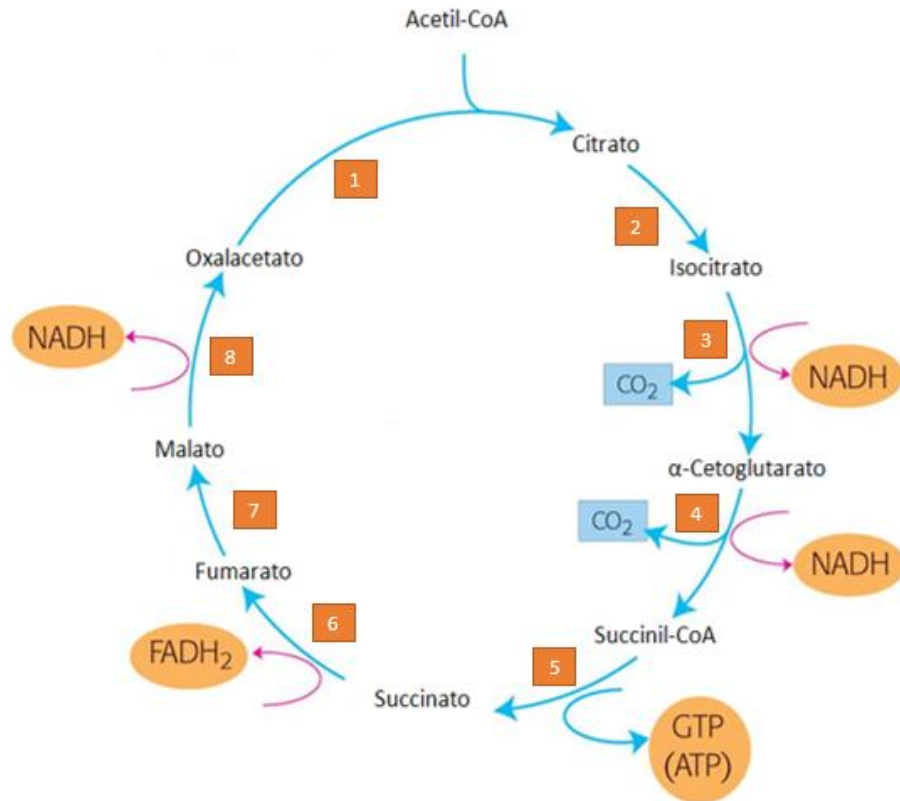 Acetil-CoA
Citrato
1
2
Oxalacetato
Isocitrato
NADH
8
3
CO₂
NADH
Malato
α-Cetoglutarato
7
CO₂
4
NADH
Fumarato
6
Succinil-CoA
FADH₂
5
Succinato
GTP
(ATP)